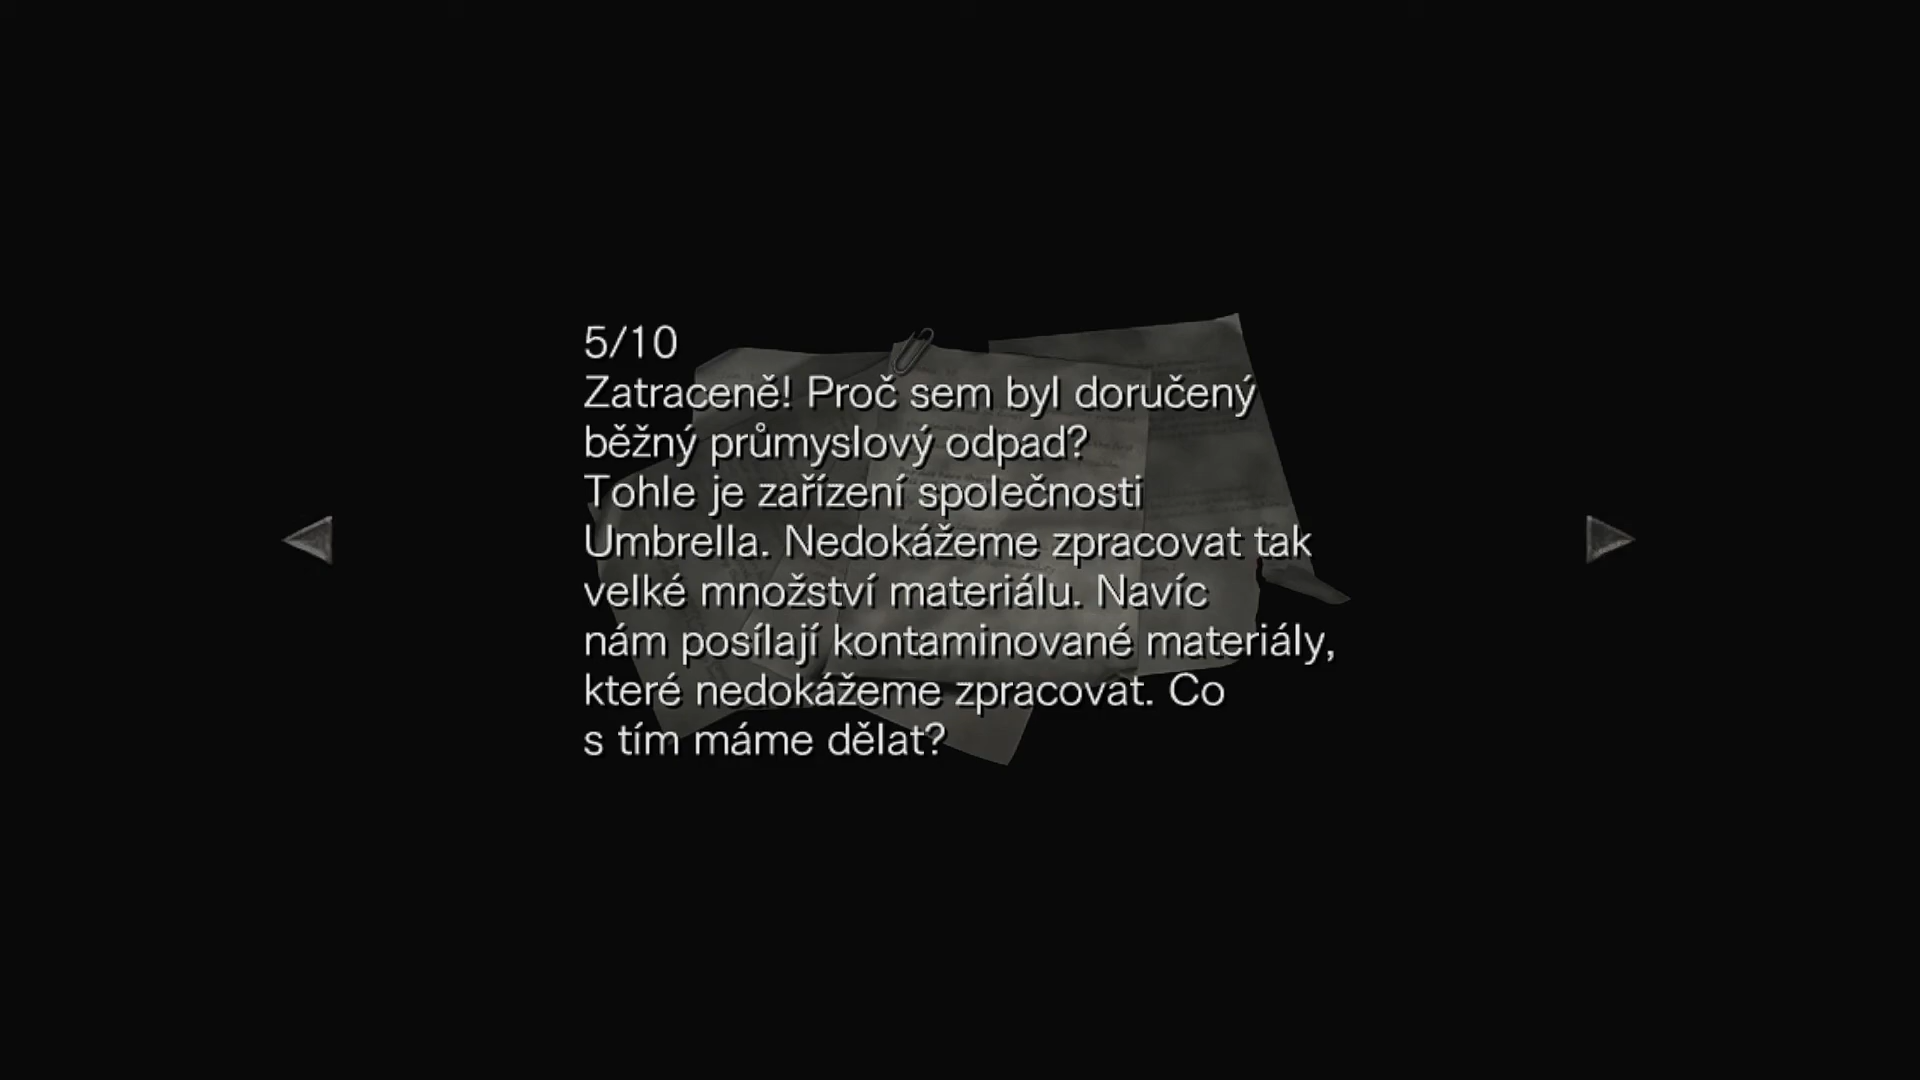 5/10
Zatraceně! Proč sem byl doručený
běžný průmyslový odpad?
Tohle je zařízení společnosti
Umbrella. Nedokážeme zpracovat tak
velké množství materiálu. Navíc
nám posílají kontaminované materiály,
které nedokážeme zpracovat. Co
s tím máme dělat?